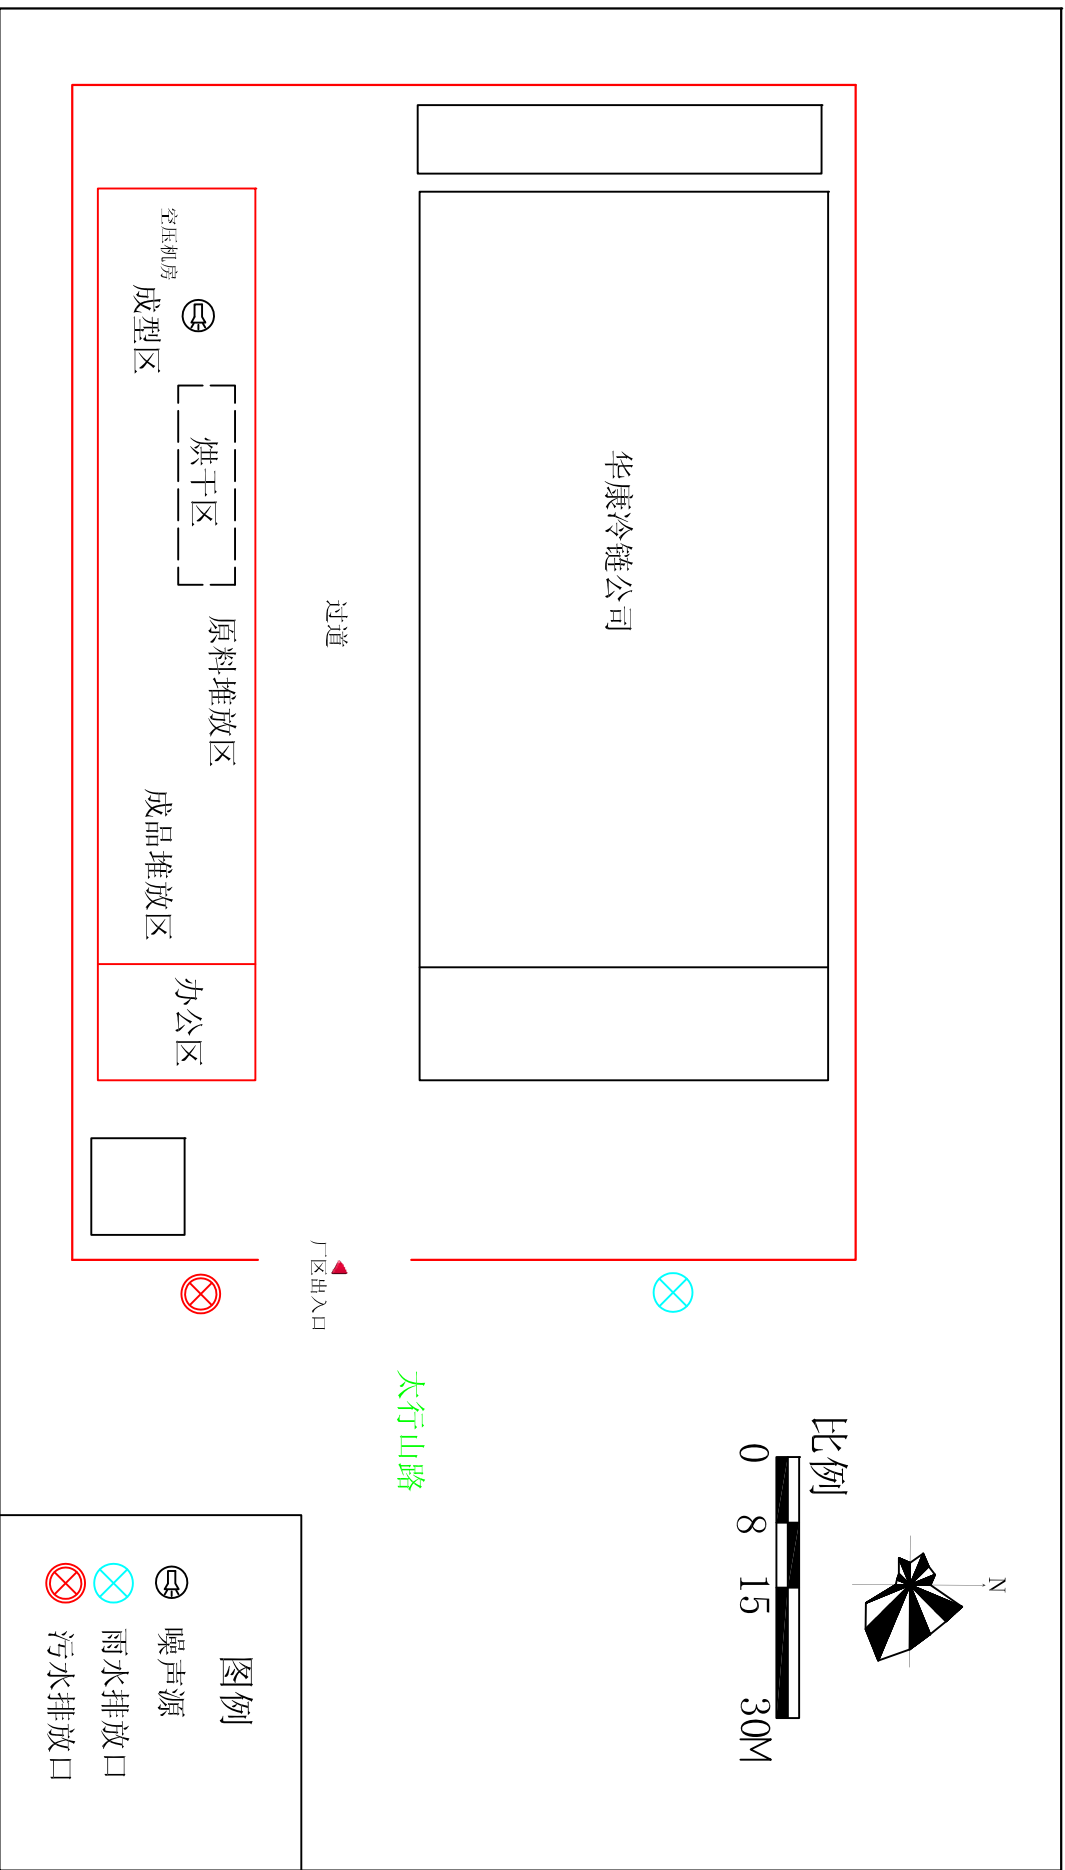 华康冷链公司
过道
空压机房
成型区
烘干区
原料堆放区
成品堆放区
办公区
厂区出入口
太行山路
N
比例
0 8 15 30M
图例
噪声源
雨水排放口
污水排放口